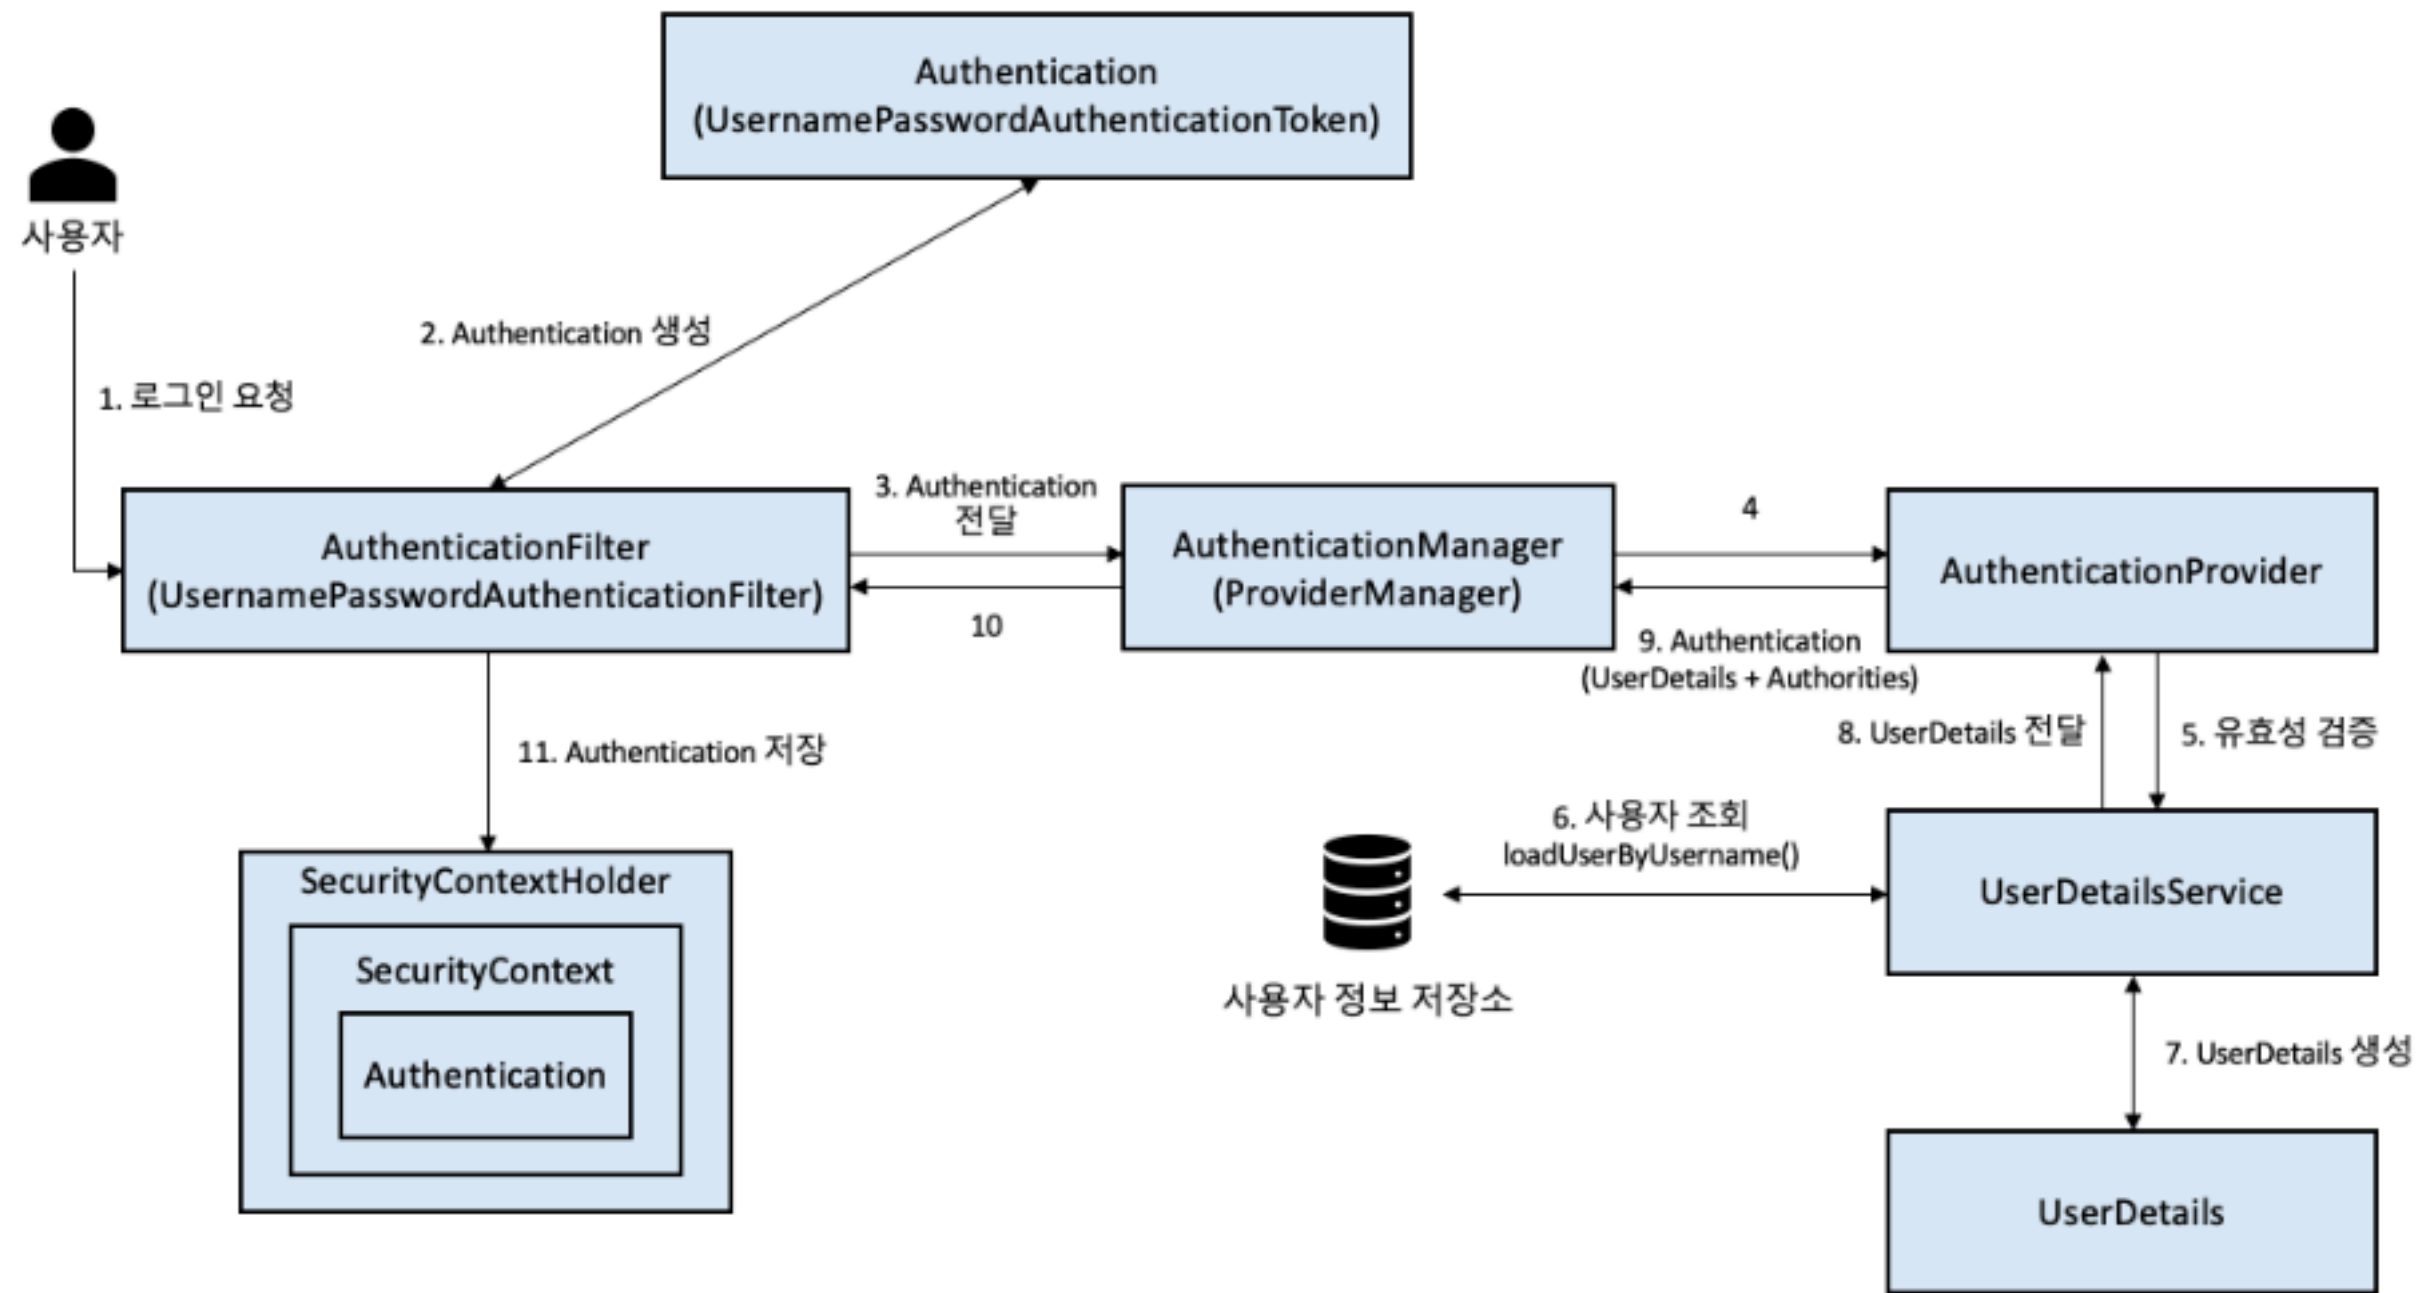 Authentication
(UsernamePasswordAuthenticationToken)
사용자
2. Authentication 생성
1. 로그인 요청
3. Authentication
전달
4
AuthenticationFilter
(UsernamePasswordAuthenticationFilter)
AuthenticationManager
(ProviderManager)
AuthenticationProvider
10
9. Authentication
(UserDetails + Authorities)
8. UserDetails 전달
5. 유효성 검증
11. Authentication 저장
6. 사용자 조회
loadUserByUsername()
SecurityContextHolder
UserDetailsService
SecurityContext
사용자 정보 저장소
Authentication
7. UserDetails 생성
UserDetails